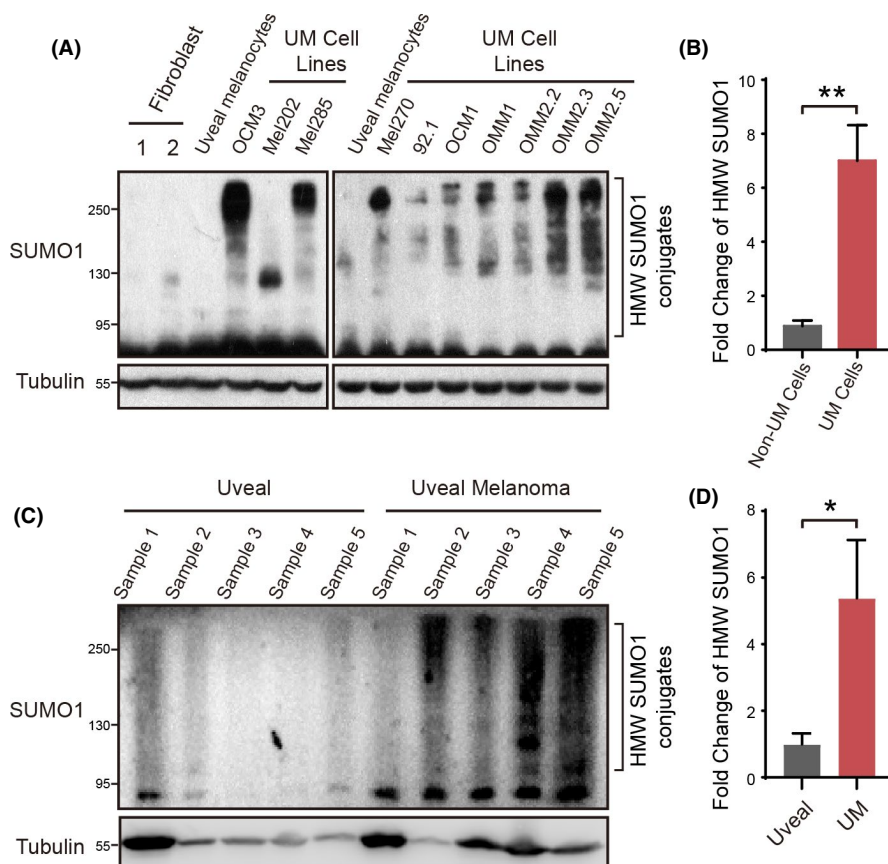 (A)
Fibroblast
1 2
Uveal melanocytes
UM Cell
Lines
OCM3
Mel202
Mel285
Uveal melanocytes
Mel270
UM Cell
Lines
92.1
OCM1
OMM1
OMM2.2
OMM2.3
OMM2.5
SUMO1
250
130
95
HMW SUMO1
conjugates
Tubulin 55
(B)
Fold Change of HMW SUMO1
10
8
6
4
2
0
**
Non-UM Cells
UM Cells
(C)
Uveal
Uveal Melanoma
Sample 1
Sample 2
Sample 3
Sample 4
Sample 5
Sample 1
Sample 2
Sample 3
Sample 4
Sample 5
SUMO1
250
130
95
HMW SUMO1
conjugates
Tubulin 55
(D)
Fold Change of HMW SUMO1
8
6
4
2
0
*
Uveal
UM